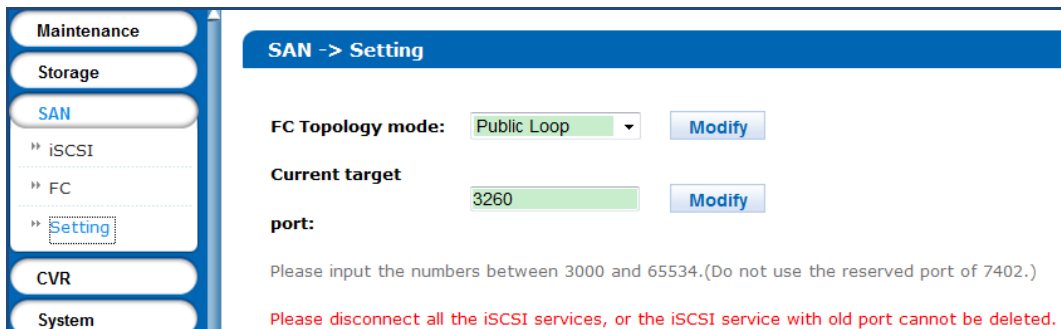 Maintenance
Storage
SAN
iSCSI
FC
Setting
CVR
System
SAN -> Setting
FC Topology mode: Public Loop Modify
Current target
port: 3260 Modify
Please input the numbers between 3000 and 65534.(Do not use the reserved port of 7402.)
Please disconnect all the iSCSI services, or the iSCSI service with old port cannot be deleted.